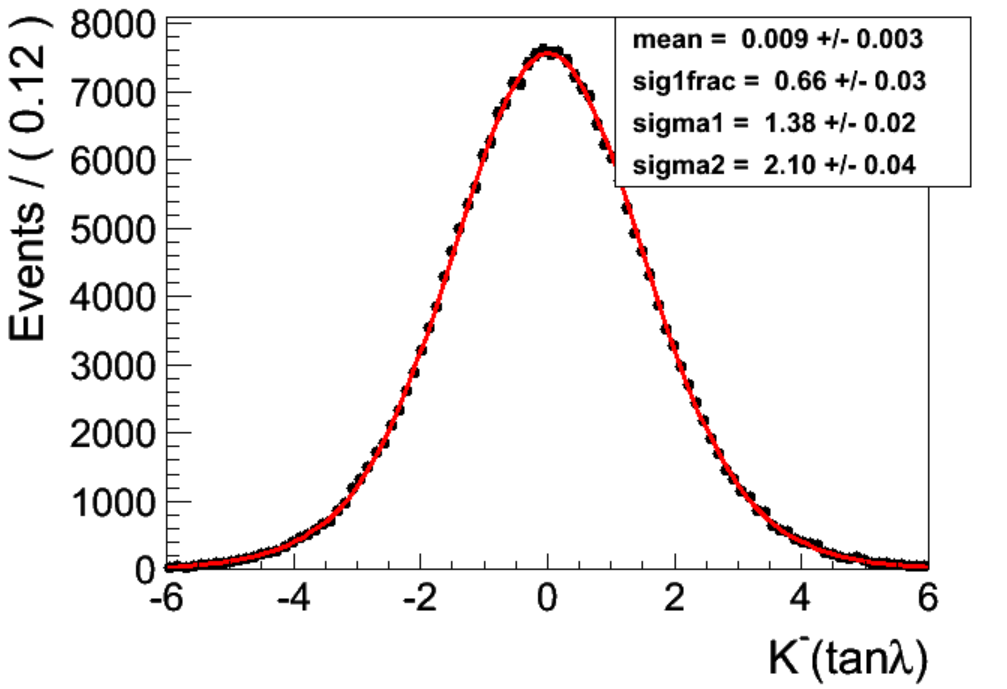 Events / ( 0.12 )
8000
7000
6000
5000
4000
3000
2000
1000
0
mean = 0.009 +/- 0.003
sig1frac = 0.66 +/- 0.03
sigma1 = 1.38 +/- 0.02
sigma2 = 2.10 +/- 0.04
-6 -4 -2 0 2 4 6
K⁻(tanλ)